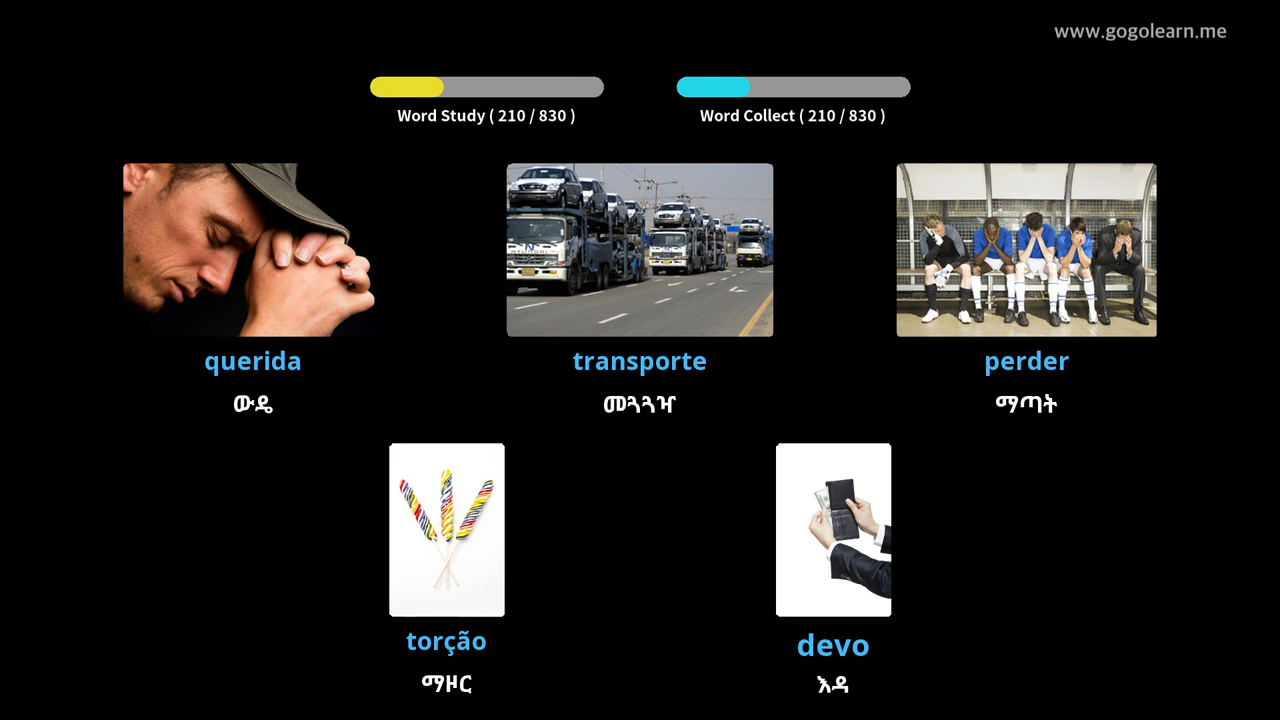 www.gogolearn.me
Word Study ( 210 / 830 )
Word Collect ( 210 / 830 )
querida
ውዴ
transporte
መጓጓዣ
perder
ማጣት
torção
ማዞር
devo
እዳ